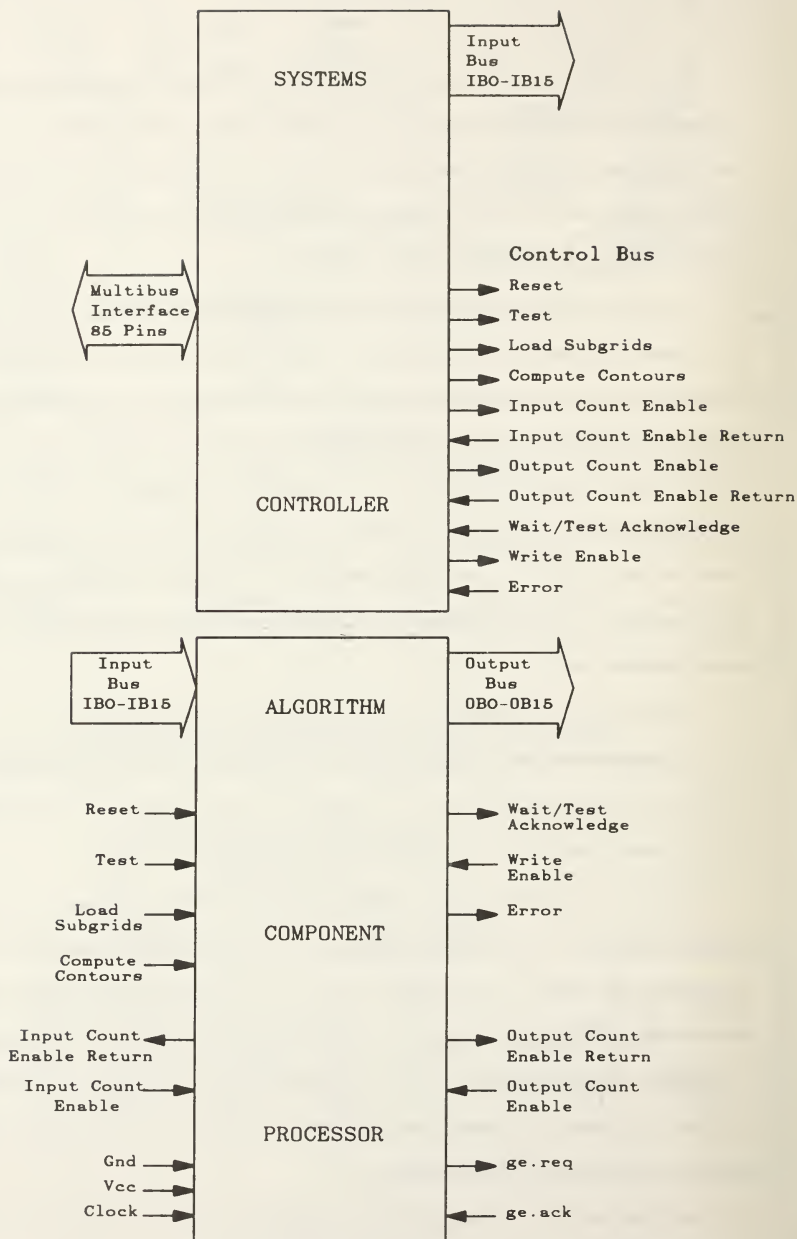 SYSTEMS
Input
Bus
IB0-IB15
Multibus
Interface
85 Pins
Control Bus
Reset
Test
Load Subgrids
Compute Contours
Input Count Enable
Input Count Enable Return
Output Count Enable
Output Count Enable Return
Wait/Test Acknowledge
Write Enable
Error
CONTROLLER
Input
Bus
IB0-IB15
ALGORITHM
Output
Bus
OB0-OB15
Reset
Test
Load
Subgrids
Compute
Contours
Input Count
Enable Return
Input Count
Enable
Gnd
Vcc
Clock
COMPONENT
PROCESSOR
Wait/Test
Acknowledge
Write
Enable
Error
Output Count
Enable Return
Output Count
Enable
ge.req
ge.ack